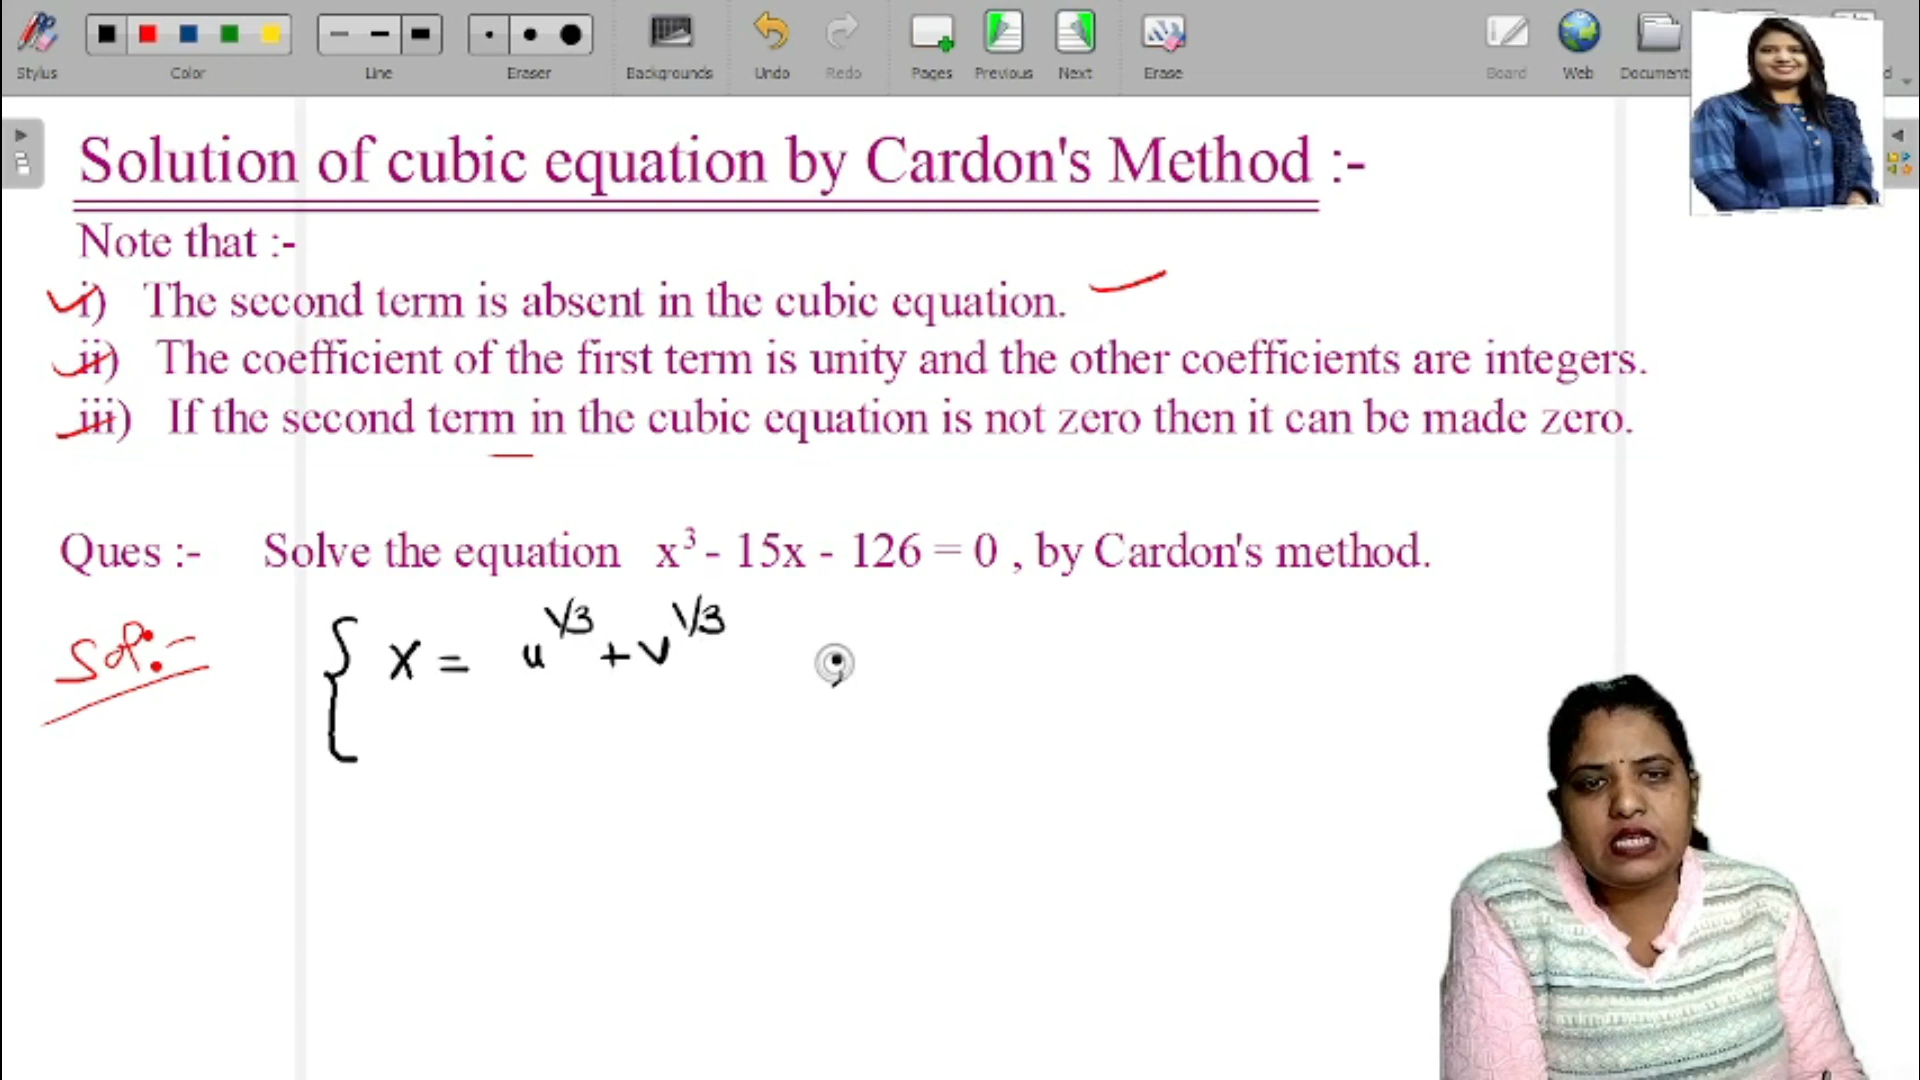 Stylus Color Line Eraser Backgrounds Undo Redo Pages Previous Next Erase Board Web Document
Solution of cubic equation by Cardon's Method :-
Note that :-
i) The second term is absent in the cubic equation.
ii) The coefficient of the first term is unity and the other coefficients are integers.
iii) If the second term in the cubic equation is not zero then it can be made zero.
Ques :- Solve the equation x³ - 15x - 126 = 0 , by Cardon's method.
Sol:- { x = u^1/3 + v^1/3